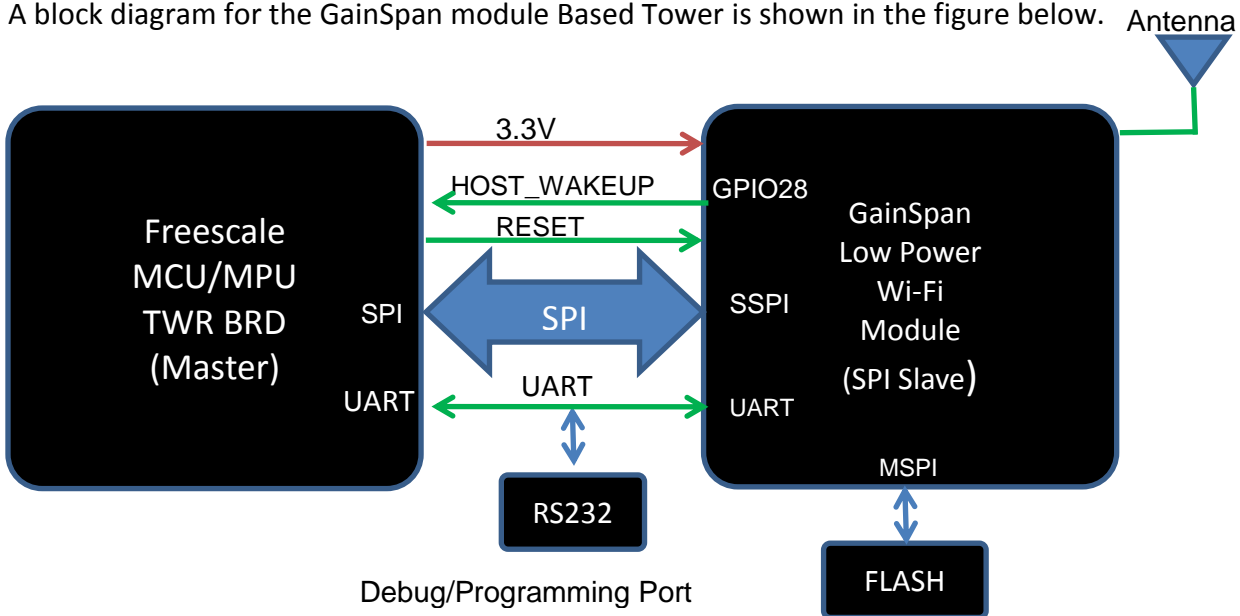 A block diagram for the GainSpan module Based Tower is shown in the figure below.
Antenna
3.3V
HOST_WAKEUP
GPIO28
RESET
Freescale
MCU/MPU
TWR BRD
(Master)
SPI
UART
SPI
UART
GainSpan
Low Power
Wi-Fi
Module
(SPI Slave)
SSPI
UART
MSPI
RS232
FLASH
Debug/Programming Port